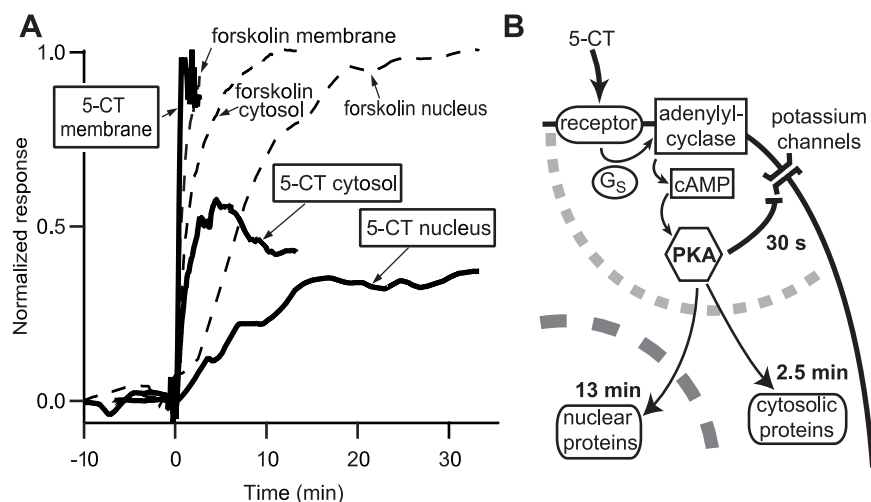 A
1.0
forskolin membrane
5-CT
membrane
forskolin
cytosol
forskolin nucleus
Normalized response
5-CT cytosol
0.5
5-CT nucleus
0.0
-10
0
10
20
30
Time (min)
B
5-CT
receptor
adenylyl-
cyclase
potassium
channels
GS
cAMP
PKA
30 s
13 min
2.5 min
nuclear
proteins
cytosolic
proteins